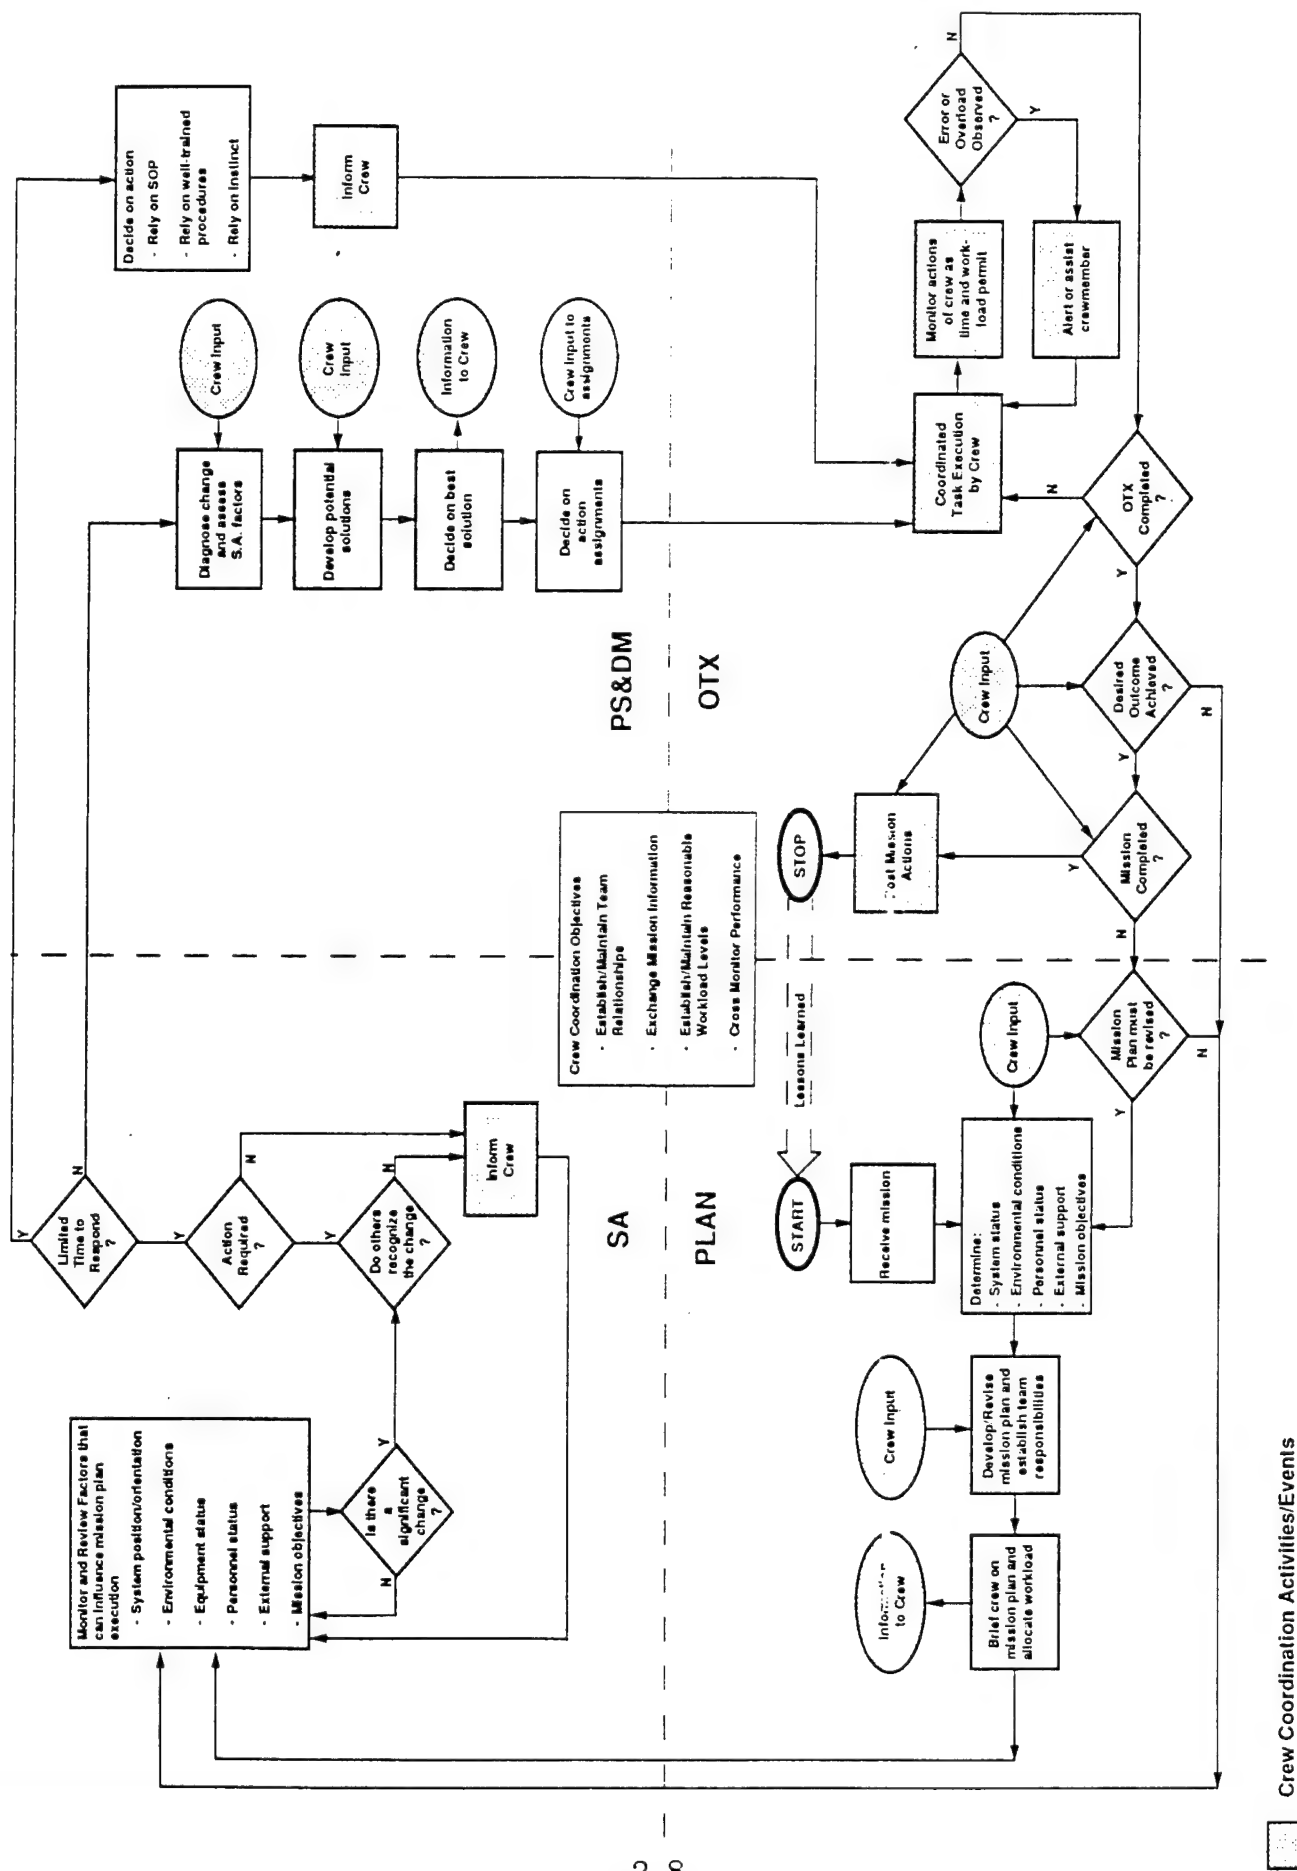 Monitor and Review Factors that
can influence mission plan
execution
- System position/orientation
- Environmental conditions
- Equipment status
- Personnel status
- External support
- Mission objectives
Is there
a
significant
change
?
N
Y
Do others
recognize
the change
?
N
Y
Action
Required
?
N
Y
Limited
Time to
Respond
?
Y
N
Inform
Crew
SA
Decide on action
- Rely on SOP
- Rely on well-trained
procedures
- Rely on instinct
Inform
Crew
Diagnose change
and assess
S.A. factors
Crew Input
Develop potential
solutions
Crew
Input
Decide on best
solution
Information
to Crew
Decide on
action
assignments
Crew Input to
assignments
PS&DM
Crew Coordination Objectives
- Establish/Maintain Team
Relationships
- Exchange Mission Information
- Establish/Maintain Reasonable
Workload Levels
- Cross Monitor Performance
PLAN
START
Lessons Learned
STOP
Receive mission
Determine:
- System status
- Environmental conditions
- Personnel status
- External support
- Mission objectives
Crew Input
Develop/Revise
mission plan and
establish team
responsibilities
Crew Input
Brief crew on
mission plan and
allocate workload
Information
to Crew
Mission
Plan must
be revised
?
Y
N
OTX
Coordinated
Task Execution
by Crew
Monitor actions
of crew as
time and work-
load permit
Error or
Overload
Observed
?
N
Y
Alert or assist
crewmember
OTX
Completed
?
N
Y
Crew Input
Desired
Outcome
Achieved
?
Y
N
Mission
Completed
?
Y
N
Post Mission
Actions
Crew Coordination Activities/Events